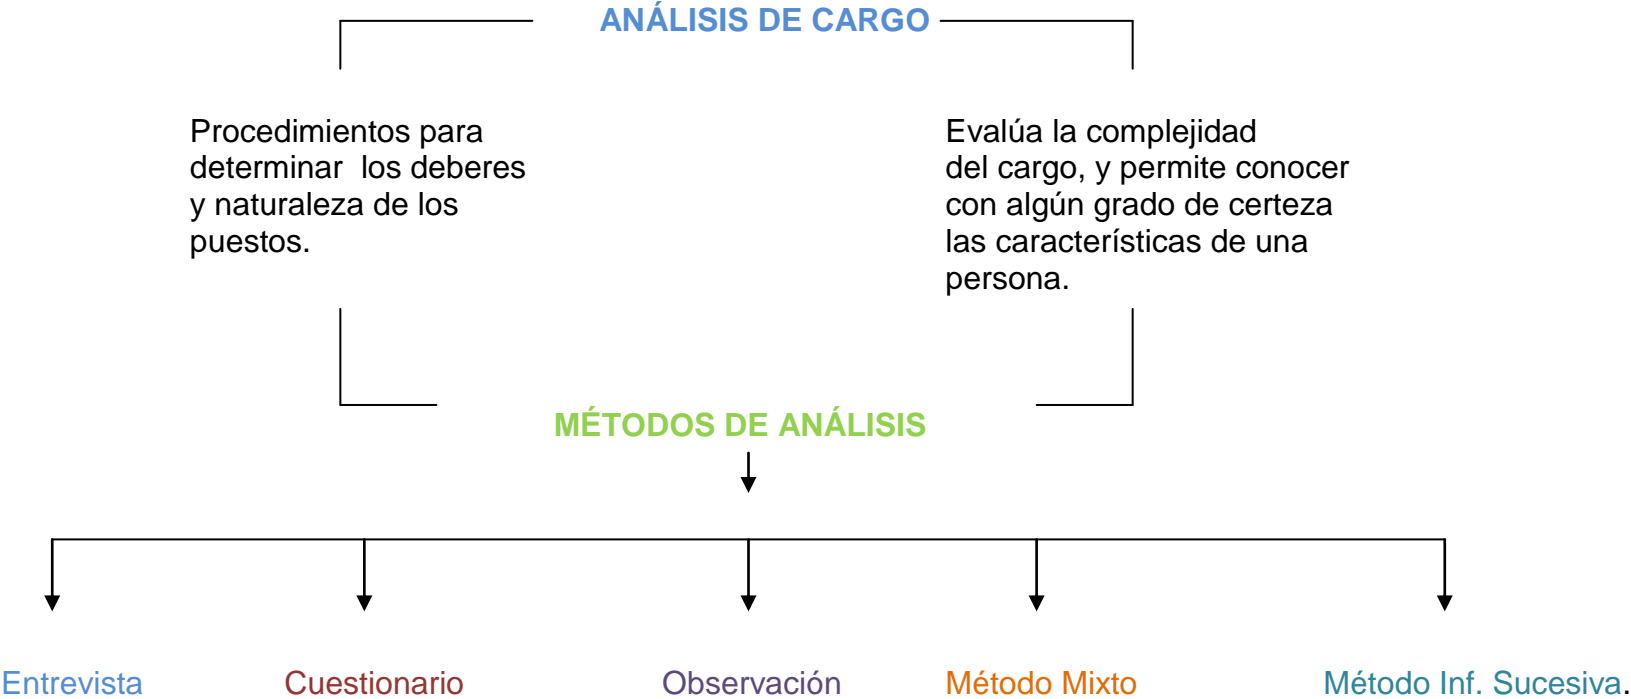 ANÁLISIS DE CARGO
Procedimientos para
determinar  los deberes
y naturaleza de los
puestos.
Evalúa la complejidad
del cargo, y permite conocer
con algún grado de certeza
las características de una
persona.
MÉTODOS DE ANÁLISIS
Entrevista
Cuestionario
Observación
Método Mixto
Método Inf. Sucesiva.